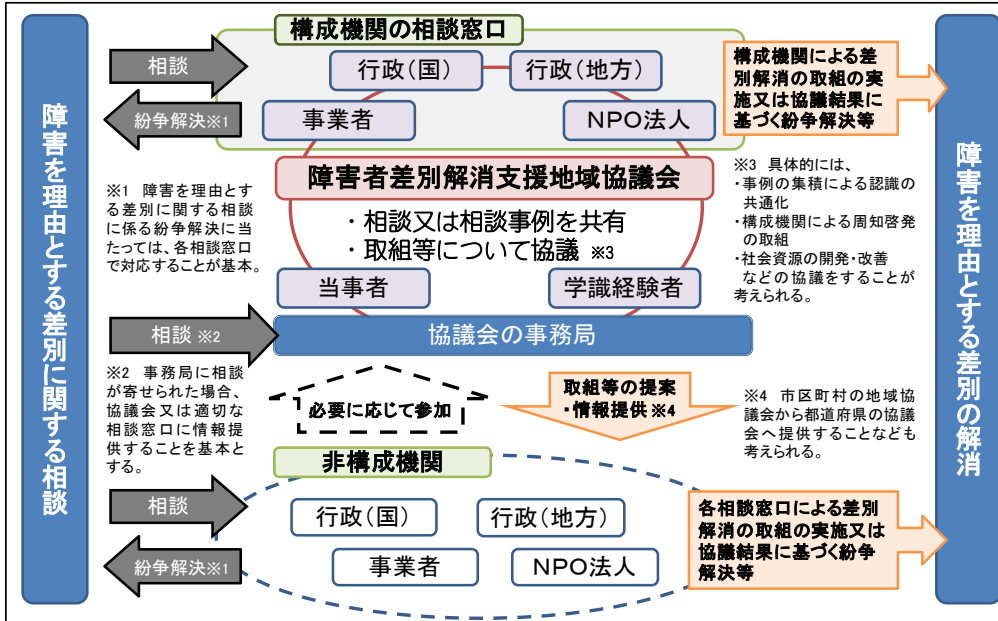 障害を理由とする差別に関する相談
構成機関の相談窓口
相談
紛争解決※1
行政(国)
行政(地方)
事業者
NPO法人
構成機関による差
別解消の取組の実
施又は協議結果に
基づく紛争解決等
障害者差別解消支援地域協議会
・相談又は相談事例を共有
・取組等について協議 ※3
※1 障害を理由とす
る差別に関する相談
に係る紛争解決に当
たっては、各相談窓口
で対応することが基本。
※3 具体的には、
・事例の集積による認識の
共通化
・構成機関による周知啓発
の取組
・社会資源の開発・改善
などの協議をすることが
考えられる。
当事者
学識経験者
相談 ※2
協議会の事務局
※2 事務局に相談
が寄せられた場合、
協議会又は適切な
相談窓口に情報提
供することを基本と
する。
必要に応じて参加
取組等の提案
・情報提供 ※4
※4 市区町村の地域協
議会から都道府県の協議
会へ提供することなども
考えられる。
非構成機関
相談
紛争解決※1
行政(国)
行政(地方)
事業者
NPO法人
各相談窓口による差別
解消の取組の実施又は
協議結果に基づく紛争
解決等
障害を理由とする差別の解消